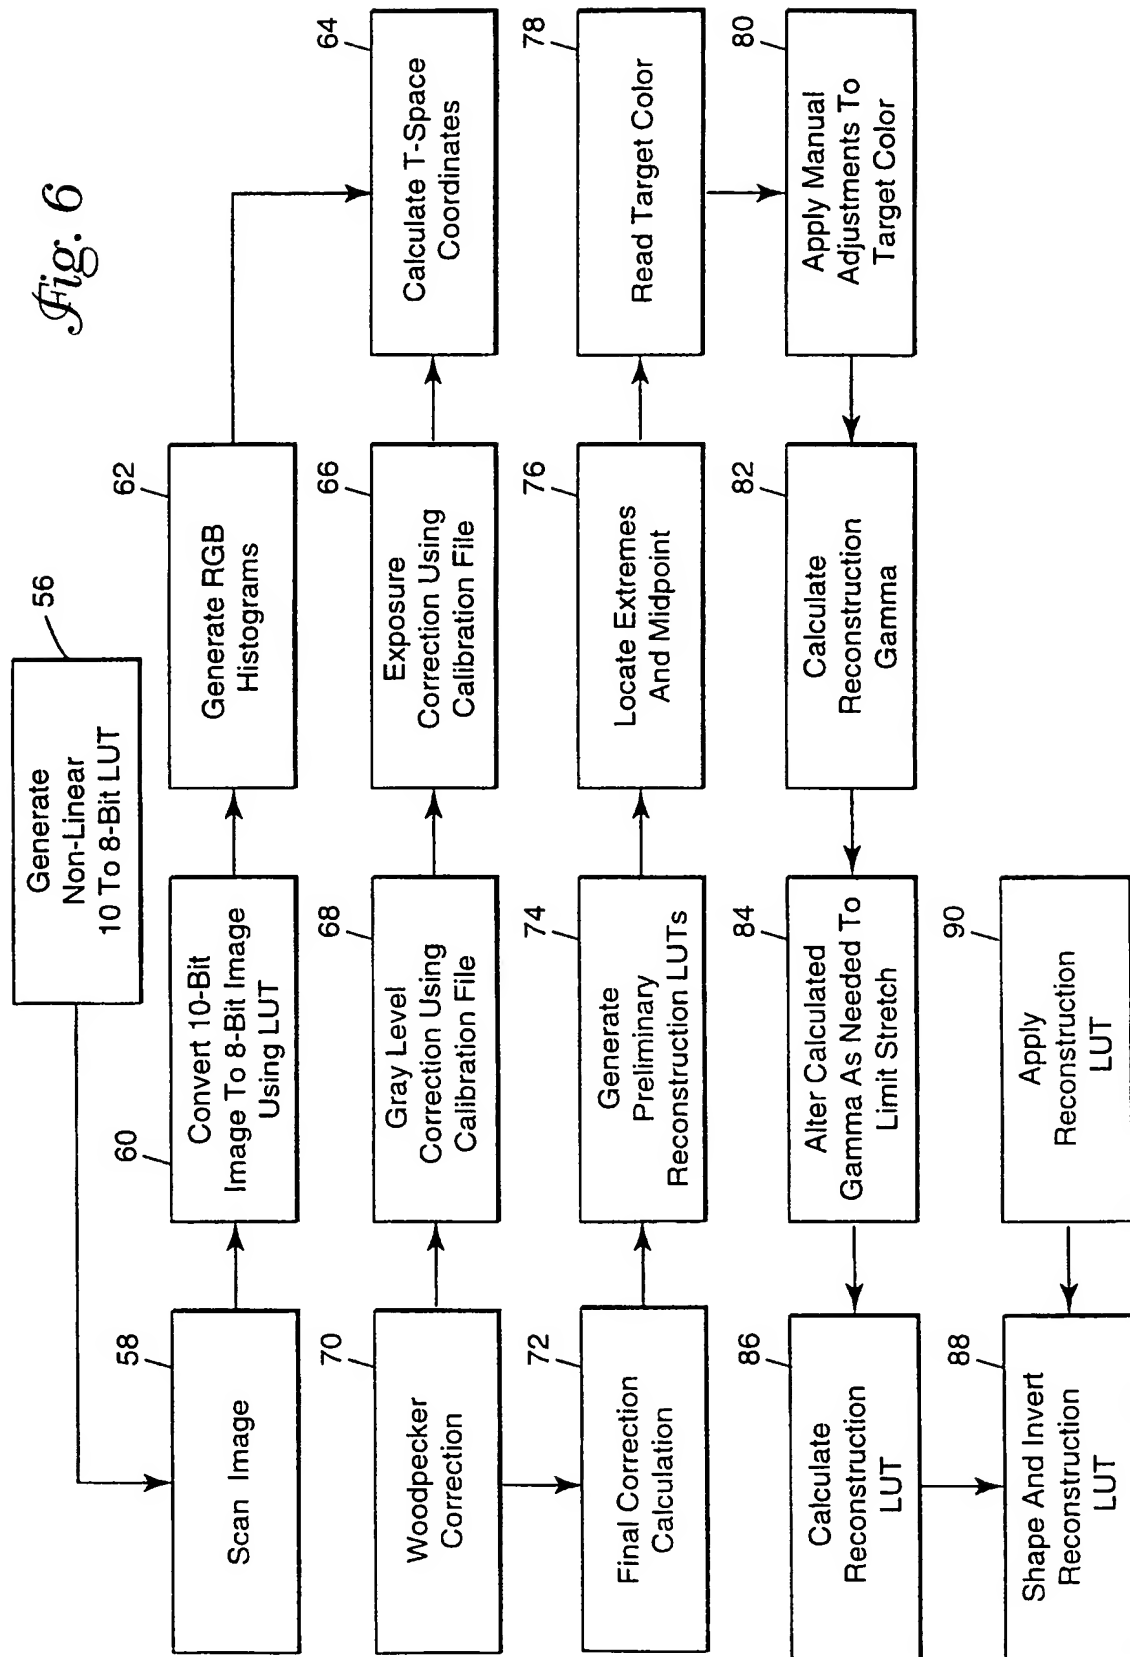 Fig. 6
56
Generate
Non-Linear
10 To 8-Bit LUT
58
Scan Image
60
Convert 10-Bit
Image To 8-Bit Image
Using LUT
62
Generate RGB
Histograms
64
Calculate T-Space
Coordinates
66
Exposure
Correction Using
Calibration File
68
Gray Level
Correction Using
Calibration File
70
Woodpecker
Correction
72
Final Correction
Calculation
74
Generate
Preliminary
Reconstruction LUTs
76
Locate Extremes
And Midpoint
78
Read Target Color
80
Apply Manual
Adjustments To
Target Color
82
Calculate
Reconstruction
Gamma
84
Alter Calculated
Gamma As Needed To
Limit Stretch
86
Calculate
Reconstruction
LUT
88
Shape And Invert
Reconstruction
LUT
90
Apply
Reconstruction
LUT